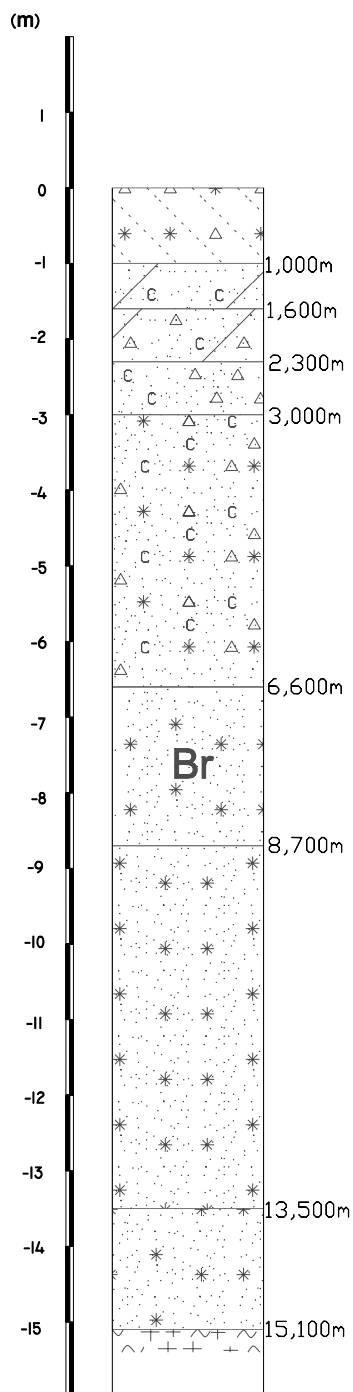 (m)
1
0
-1
1,000m
C C
1,600m
-2
C
2,300m
C
C
-3
3,000m
C
C
C
-4
C
C
-5
C
C
C
-6
C
6,600m
-7
Br
-8
8,700m
-9
-10
-11
-12
-13
13,500m
-14
-15
15,100m